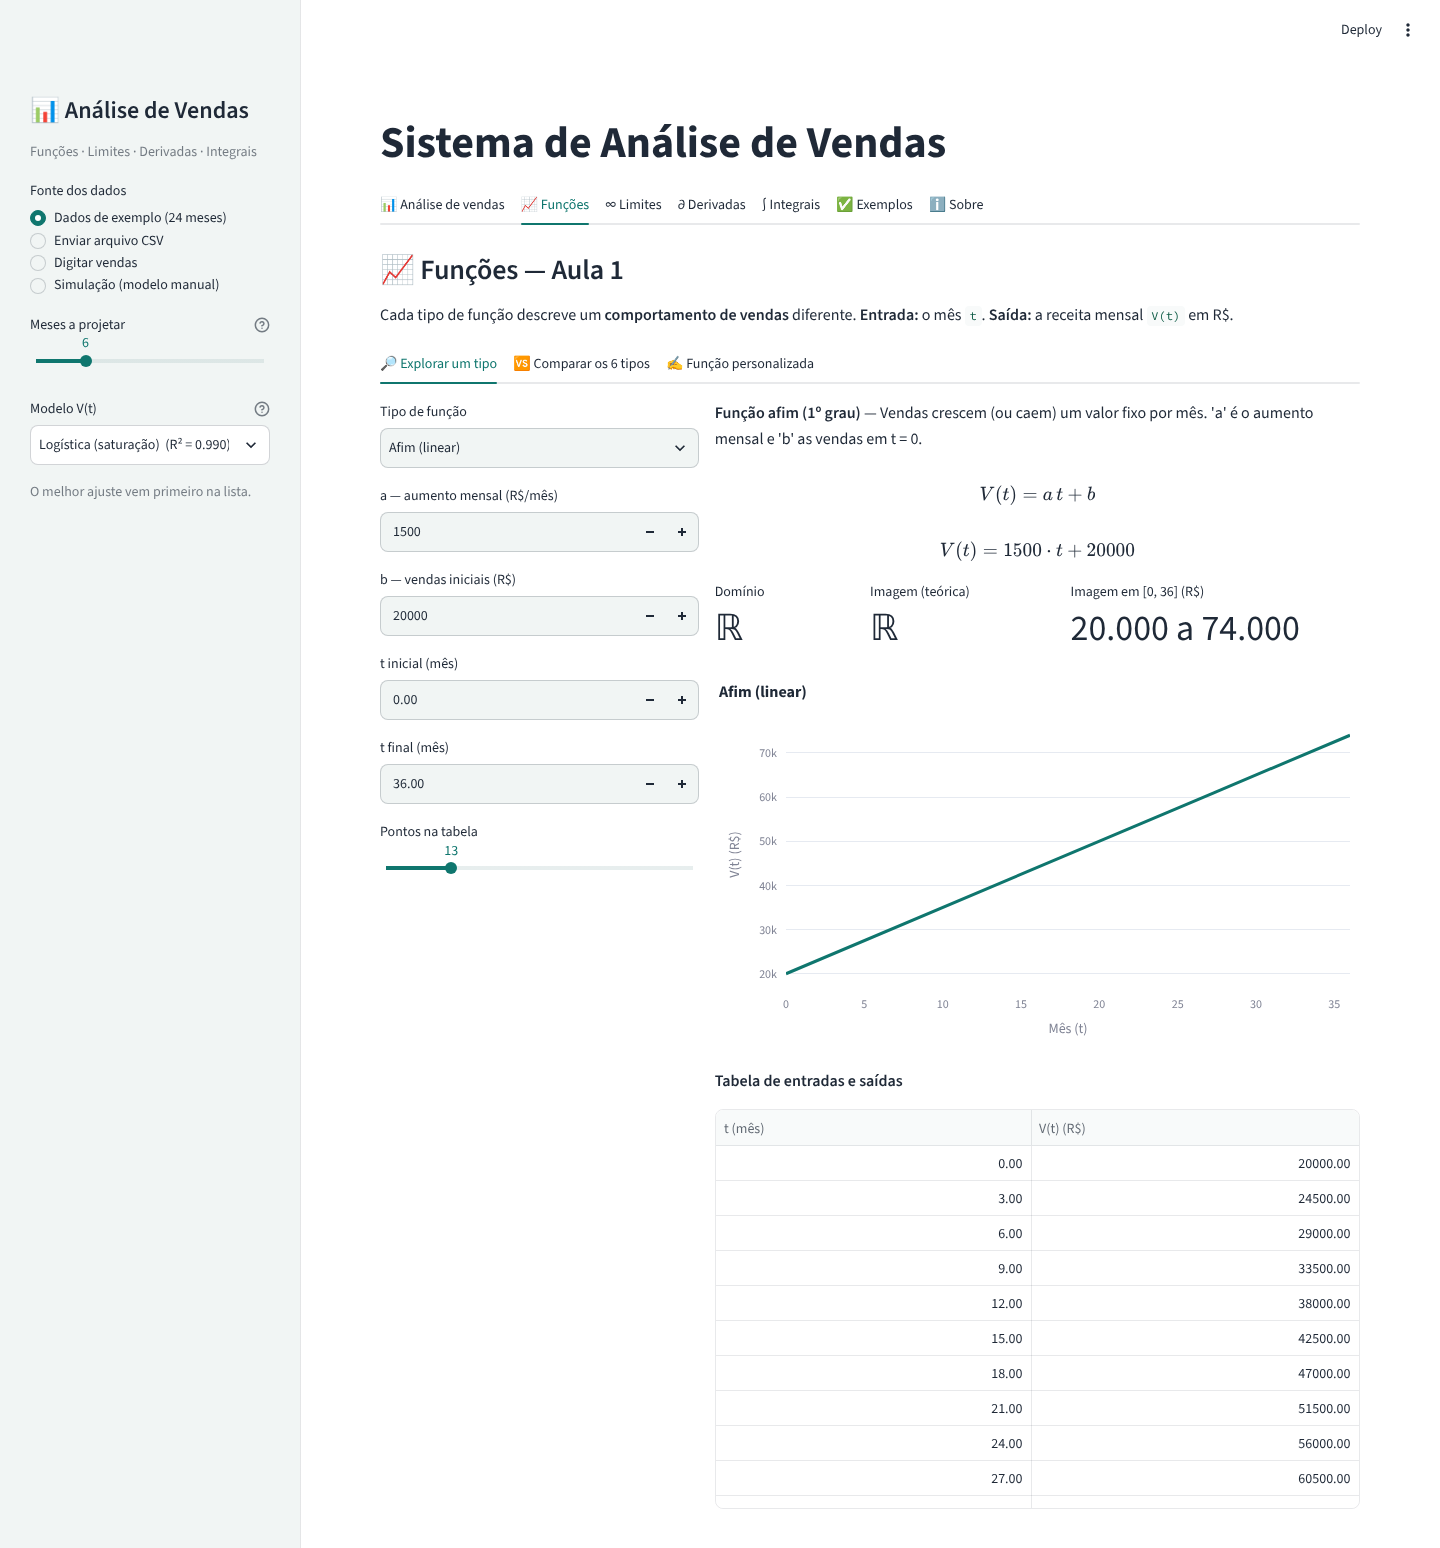 Deploy
📊 Análise de Vendas
Funções · Limites · Derivadas · Integrais
Fonte dos dados
Dados de exemplo (24 meses)
Enviar arquivo CSV
Digitar vendas
Simulação (modelo manual)
Meses a projetar
6
Modelo V(t)
Logística (saturação) (R² = 0.990)
O melhor ajuste vem primeiro na lista.
Sistema de Análise de Vendas
📊 Análise de vendas 📈 Funções ∞ Limites ∂ Derivadas ∫ Integrais ✅ Exemplos ℹ️ Sobre
📈 Funções — Aula 1
Cada tipo de função descreve um comportamento de vendas diferente. Entrada: o mês t . Saída: a receita mensal V(t) em R$.
🔎 Explorar um tipo 🆚 Comparar os 6 tipos ✍️ Função personalizada
Tipo de função
Afim (linear)
a — aumento mensal (R$/mês)
1500
b — vendas iniciais (R$)
20000
t inicial (mês)
0.00
t final (mês)
36.00
Pontos na tabela
13
Função afim (1º grau) — Vendas crescem (ou caem) um valor fixo por mês. 'a' é o aumento
mensal e 'b' as vendas em t = 0.
V(t) = a t + b
V(t) = 1500 · t + 20000
Domínio Imagem (teórica) Imagem em [0, 36] (R$)
ℝ ℝ 20.000 a 74.000
Afim (linear)
70k
60k
50k
40k
30k
20k
V(t) (R$)
0 5 10 15 20 25 30 35
Mês (t)
Tabela de entradas e saídas
t (mês) V(t) (R$)
0.00 20000.00
3.00 24500.00
6.00 29000.00
9.00 33500.00
12.00 38000.00
15.00 42500.00
18.00 47000.00
21.00 51500.00
24.00 56000.00
27.00 60500.00